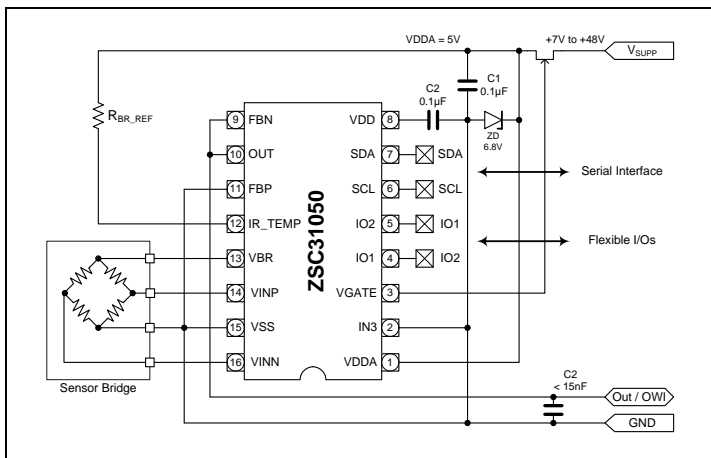 VDDA = 5V
+7V to +48V
V_SUPP
C1
0.1µF
C2
0.1µF
R_BR_REF
ZD
6.8V
ZSC31050
9 FBN
VDD 8
10 OUT
SDA 7 SDA
Serial Interface
11 FBP
SCL 6 SCL
12 IR_TEMP
IO2 5 IO1
Flexible I/Os
13 VBR
IO1 4 IO2
14 VINP
VGATE 3
15 VSS
IN3 2
16 VINN
VDDA 1
Sensor Bridge
C2
< 15nF
Out / OWI
GND